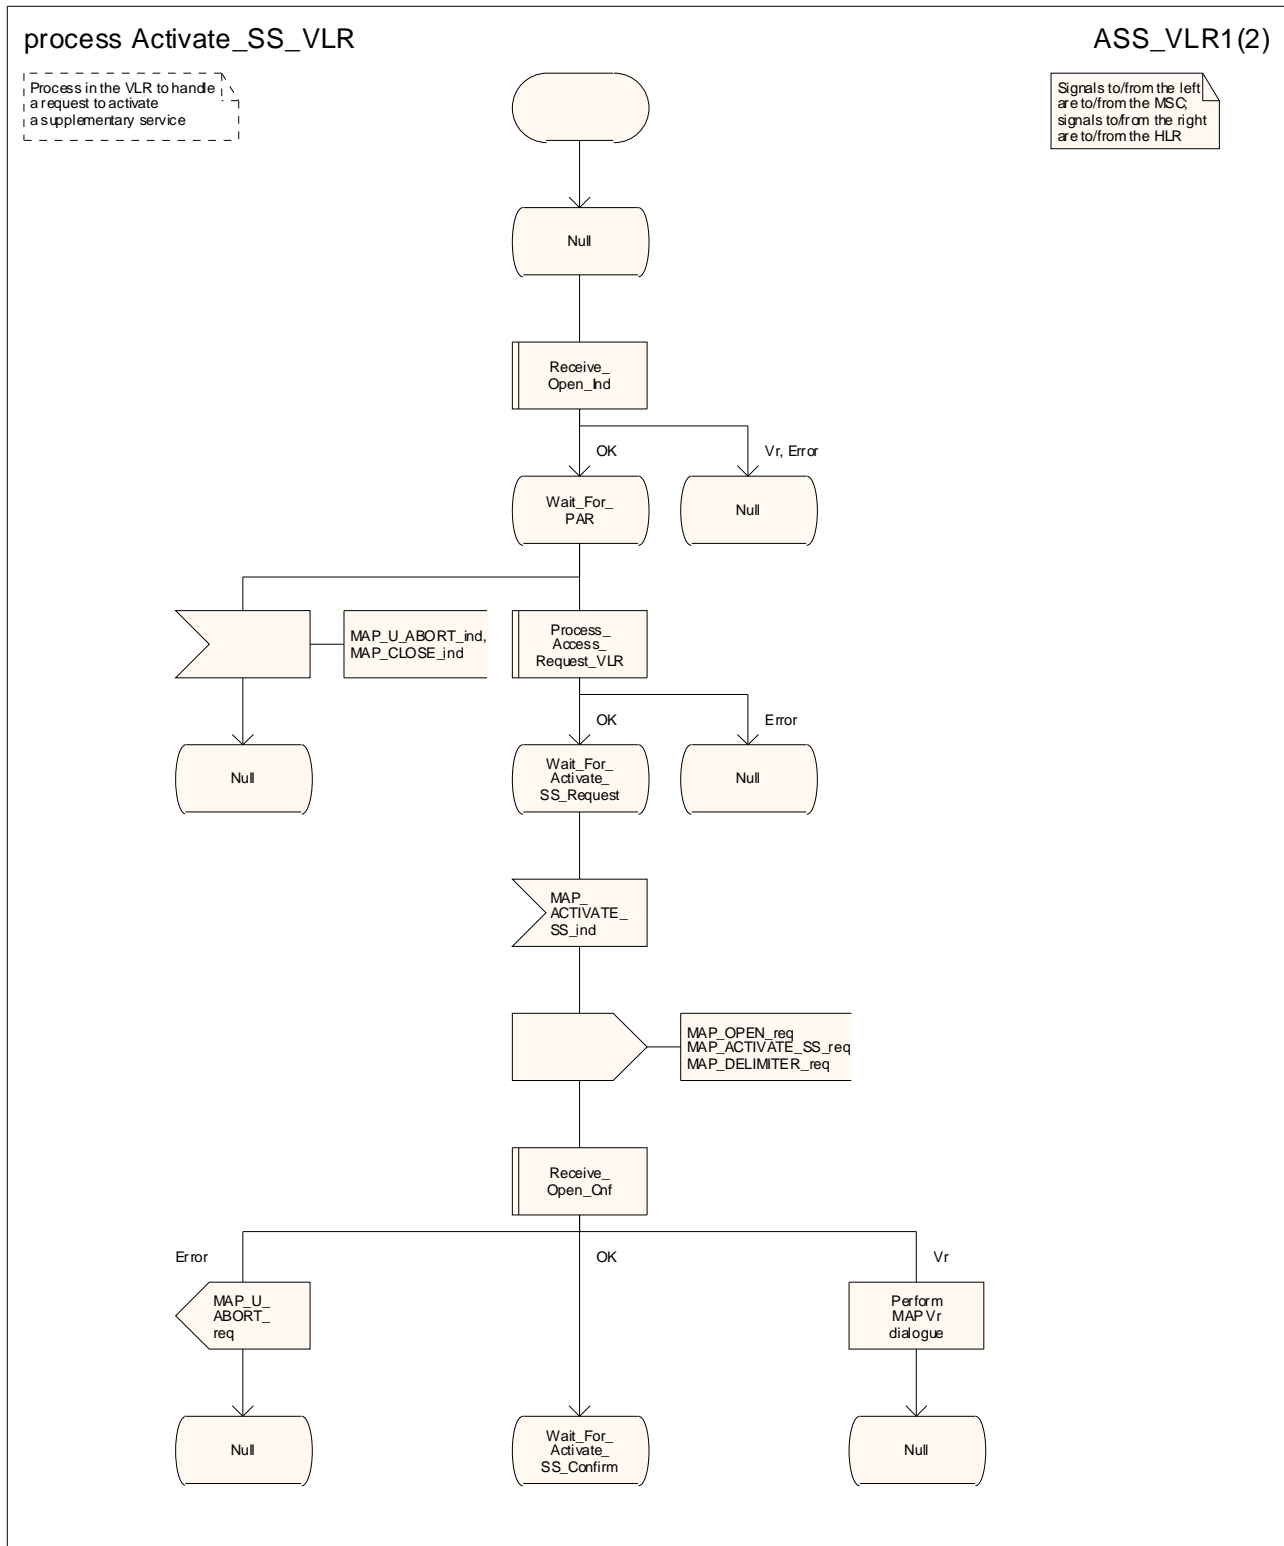 process Activate_SS_VLR
ASS_VLR1(2)
Process in the VLR to handle
a request to activate
a supplementary service
Signals to/from the left
are to/from the MSC;
signals to/from the right
are to/from the HLR
Null
Receive_
Open_Ind
OK
Vr, Error
Wait_For_
PAR
Null
MAP_U_ABORT_ind,
MAP_CLOSE_ind
Process_
Access_
Request_VLR
OK
Error
Null
Wait_For_
Activate_
SS_Request
Null
MAP_
ACTIVATE_
SS_ind
MAP_OPEN_req
MAP_ACTIVATE_SS_req
MAP_DELIMITER_req
Receive_
Open_Cnf
Error
OK
Vr
MAP_U_
ABORT_
req
Perform
MAP Vr
dialogue
Null
Wait_For_
Activate_
SS_Confirm
Null